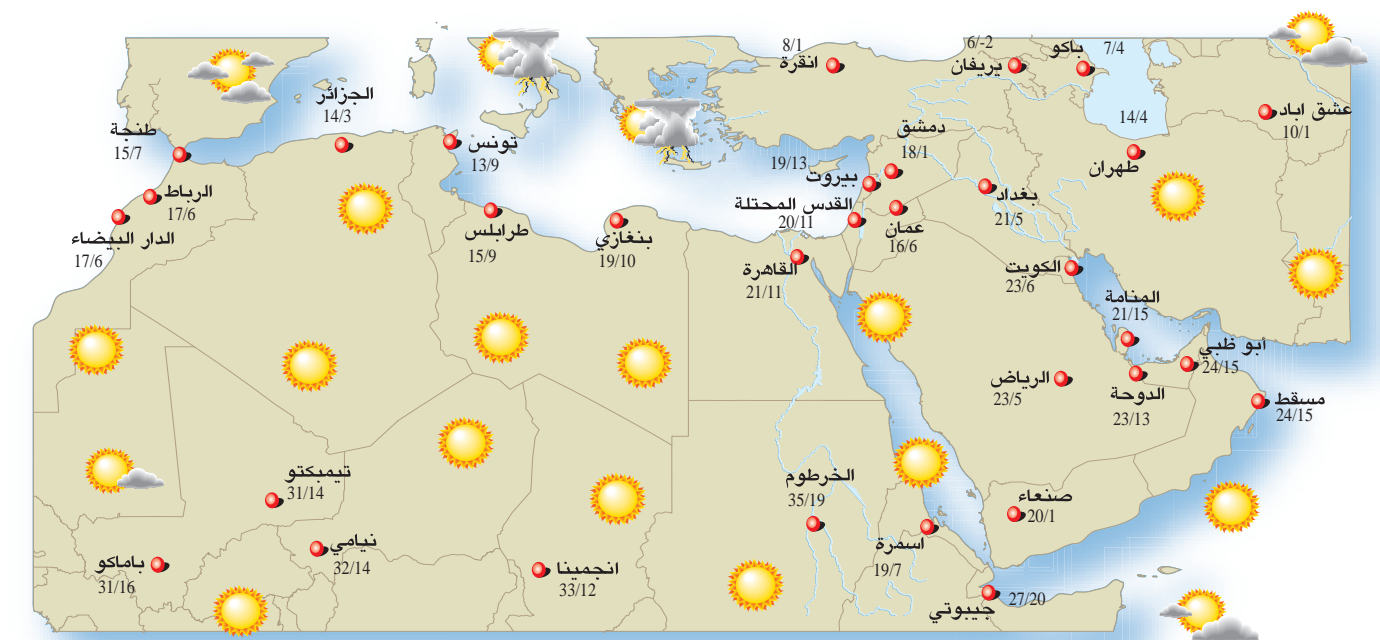 8/1
انقرة
6/-2
يريفان
باكو
7/4
عشق اباد
10/1
14/4
طهران
الجزائر
14/3
طنجة
15/7
تونس
13/9
دمشق
18/1
19/13
بيروت
بغداد
21/5
الرباط
17/6
الدار البيضاء
17/6
طرابلس
15/9
بنغازي
19/10
القدس المحتلة
20/11
عمان
16/6
القاهرة
21/11
الكويت
23/6
المنامة
21/15
أبو ظبي
24/15
الرياض
23/5
الدوحة
23/13
مسقط
24/15
تيمبكتو
31/14
الخرطوم
35/19
صنعاء
20/1
نيامي
32/14
باماكو
31/16
انجمينا
33/12
اسمرة
19/7
27/20
جيبوتي